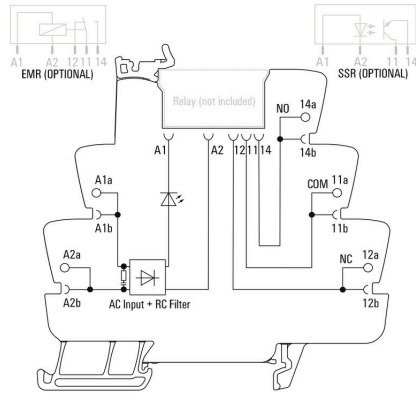 A1 A2 12 11 14
EMR (OPTIONAL)
A1 A2 11 14
SSR (OPTIONAL)
Relay (not included)
NO 14a
A1 A2 12 11 14
14b
A1a
COM 11a
A1b
11b
A2a
NC 12a
AC Input + RC Filter
A2b
12b